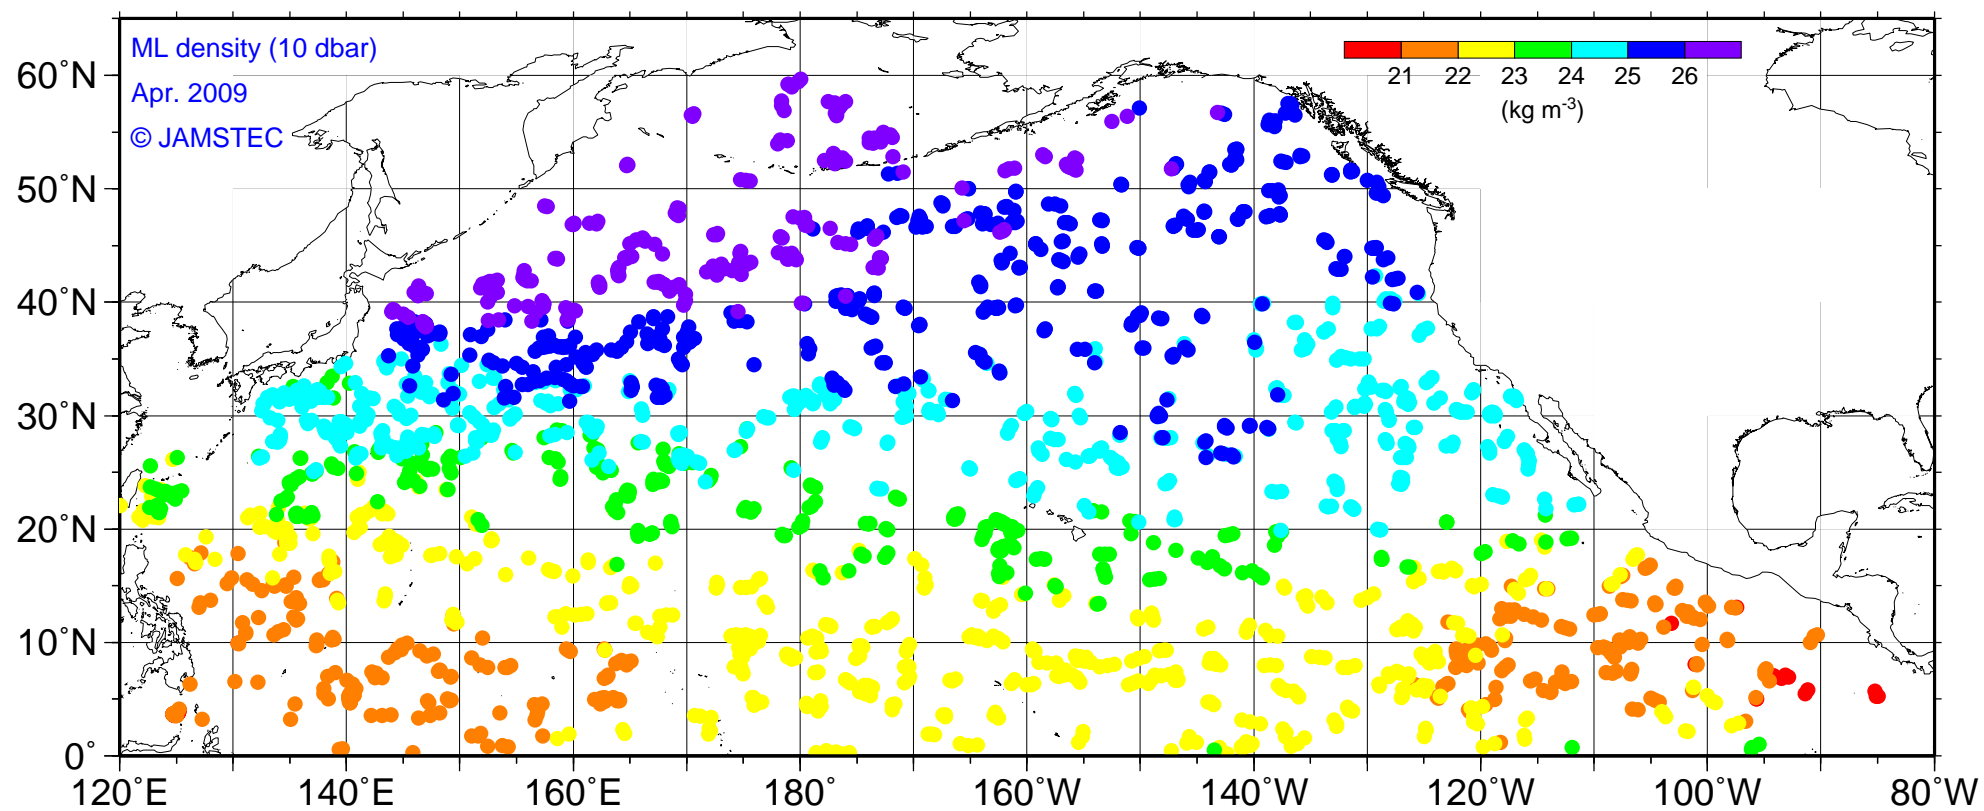 ML density (10 dbar)
Apr. 2009
© JAMSTEC
21 22 23 24 25 26
(kg m-3)
60˚N
50˚N
40˚N
30˚N
20˚N
10˚N
0˚
120˚E 140˚E 160˚E 180˚ 160˚W 140˚W 120˚W 100˚W 80˚W